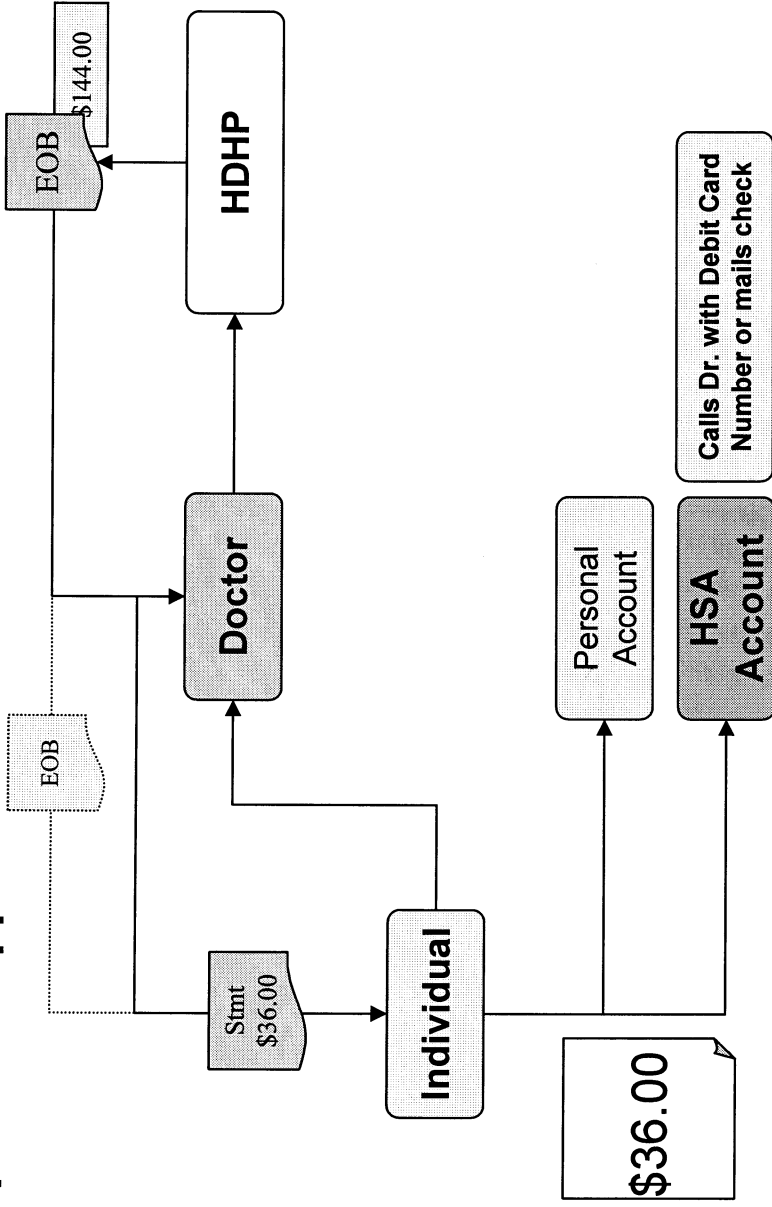 EOB
$144.00
HDHP
Doctor
EOB
Stmt
$36.00
Individual
Personal
Account
HSA
Account
Calls Dr. with Debit Card
Number or mails check
$36.00